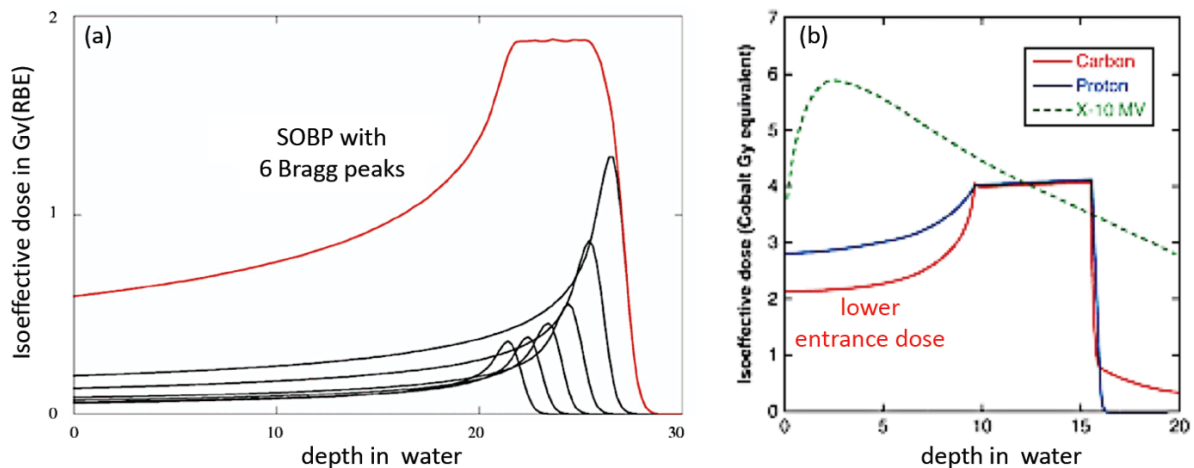 (a)
2
1
0
0
10
20
30
Isoeffective dose in Gv(RBE)
SOBP with
6 Bragg peaks
depth in water
(b)
7
6
5
4
3
2
1
0
0
5
10
15
20
Isoeffective dose (Cobalt Gy equivalent)
Carbon
Proton
X-10 MV
lower
entrance dose
depth in water